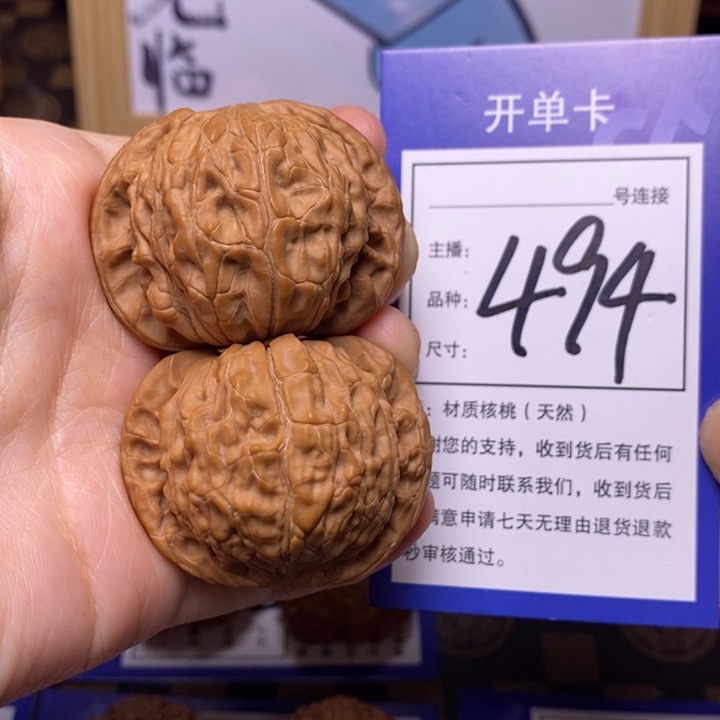 临
开单卡
号连接
主播：
品种：
尺寸：
494
：材质核桃（天然）
谢您的支持，收到货后有任何
题可随时联系我们，收到货后
满意申请七天无理由退货退款
秒审核通过。